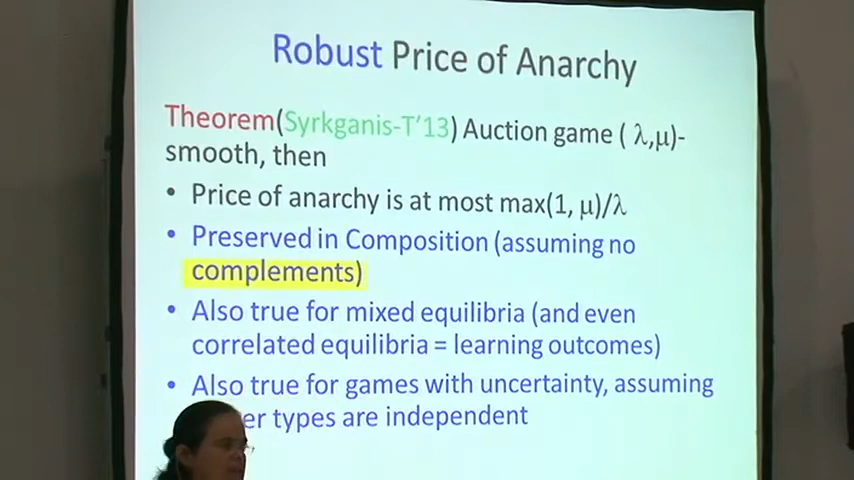 Robust Price of Anarchy
Theorem(Syrkganis-T'13) Auction game ( λ,μ)-
smooth, then
• Price of anarchy is at most max(1, μ)/λ
• Preserved in Composition (assuming no
complements)
• Also true for mixed equilibria (and even
correlated equilibria = learning outcomes)
• Also true for games with uncertainty, assuming
types are independent